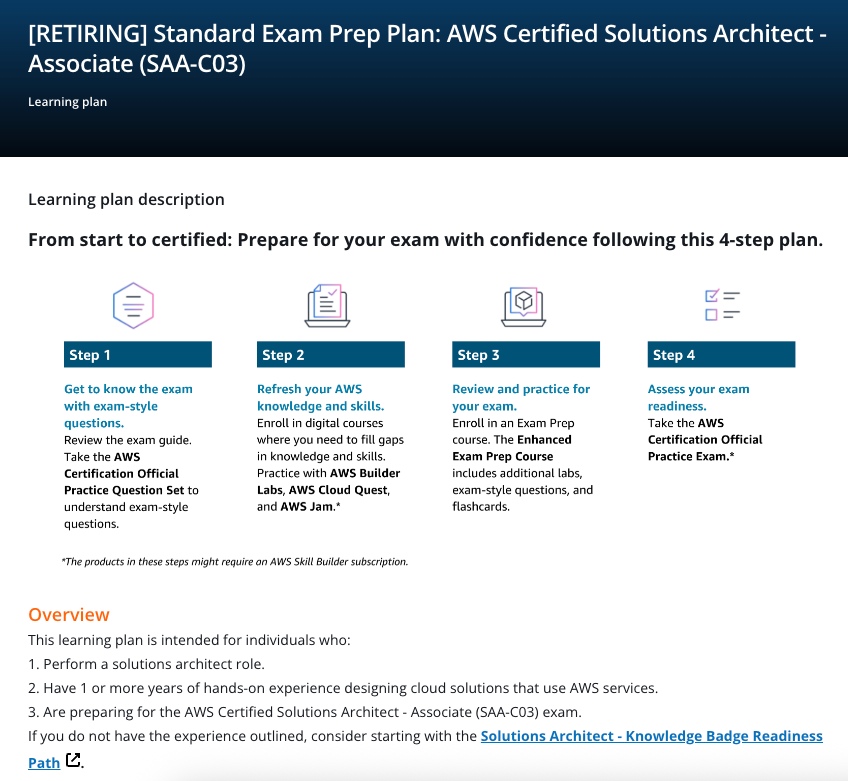 [RETIRING] Standard Exam Prep Plan: AWS Certified Solutions Architect -
Associate (SAA-C03)
Learning plan
Learning plan description
From start to certified: Prepare for your exam with confidence following this 4-step plan.
Step 1
Get to know the exam
with exam-style
questions.
Review the exam guide.
Take the AWS
Certification Official
Practice Question Set to
understand exam-style
questions.
Step 2
Refresh your AWS
knowledge and skills.
Enroll in digital courses
where you need to fill gaps
in knowledge and skills.
Practice with AWS Builder
Labs, AWS Cloud Quest,
and AWS Jam.*
Step 3
Review and practice for
your exam.
Enroll in an Exam Prep
course. The Enhanced
Exam Prep Course
includes additional labs,
exam-style questions, and
flashcards.
Step 4
Assess your exam
readiness.
Take the AWS
Certification Official
Practice Exam.*
*The products in these steps might require an AWS Skill Builder subscription.
Overview
This learning plan is intended for individuals who:
1. Perform a solutions architect role.
2. Have 1 or more years of hands-on experience designing cloud solutions that use AWS services.
3. Are preparing for the AWS Certified Solutions Architect - Associate (SAA-C03) exam.
If you do not have the experience outlined, consider starting with the Solutions Architect - Knowledge Badge Readiness
Path.